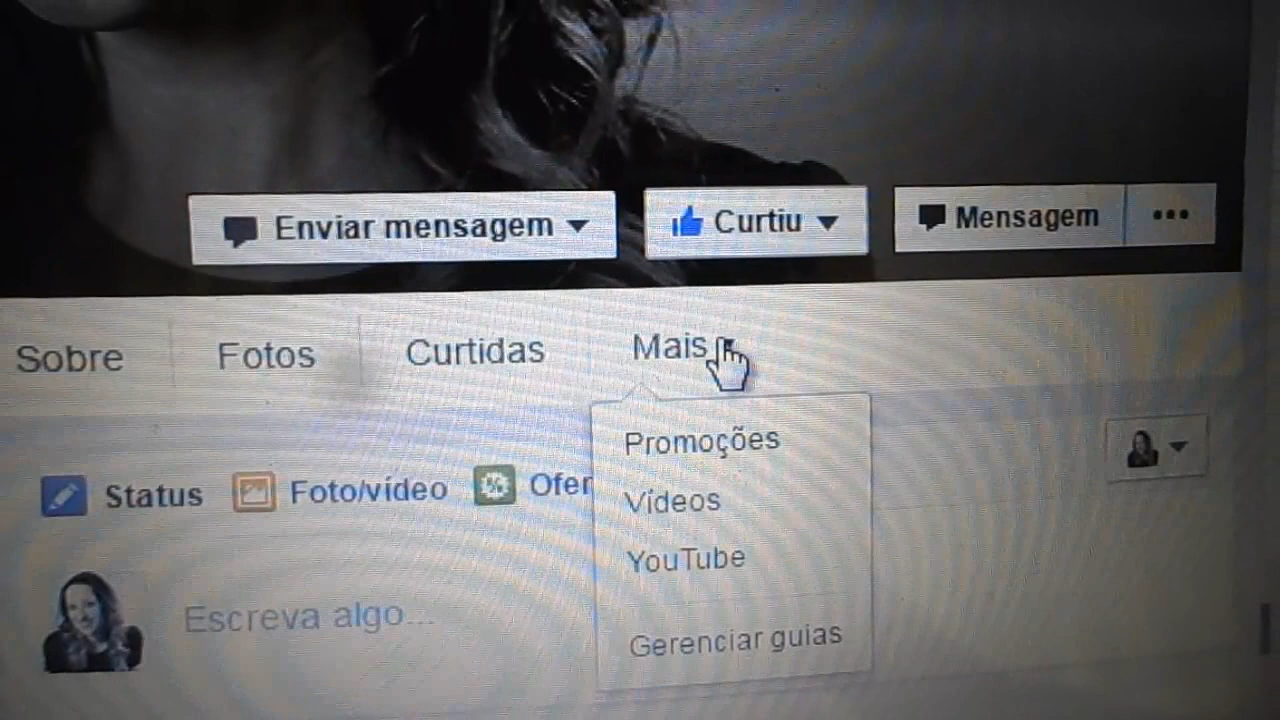 Enviar mensagem
Curtiu
Mensagem
Sobre
Fotos
Curtidas
Mais
Promoções
Vídeos
YouTube
Gerenciar guias
Status
Foto/vídeo
Ofer
Escreva algo...